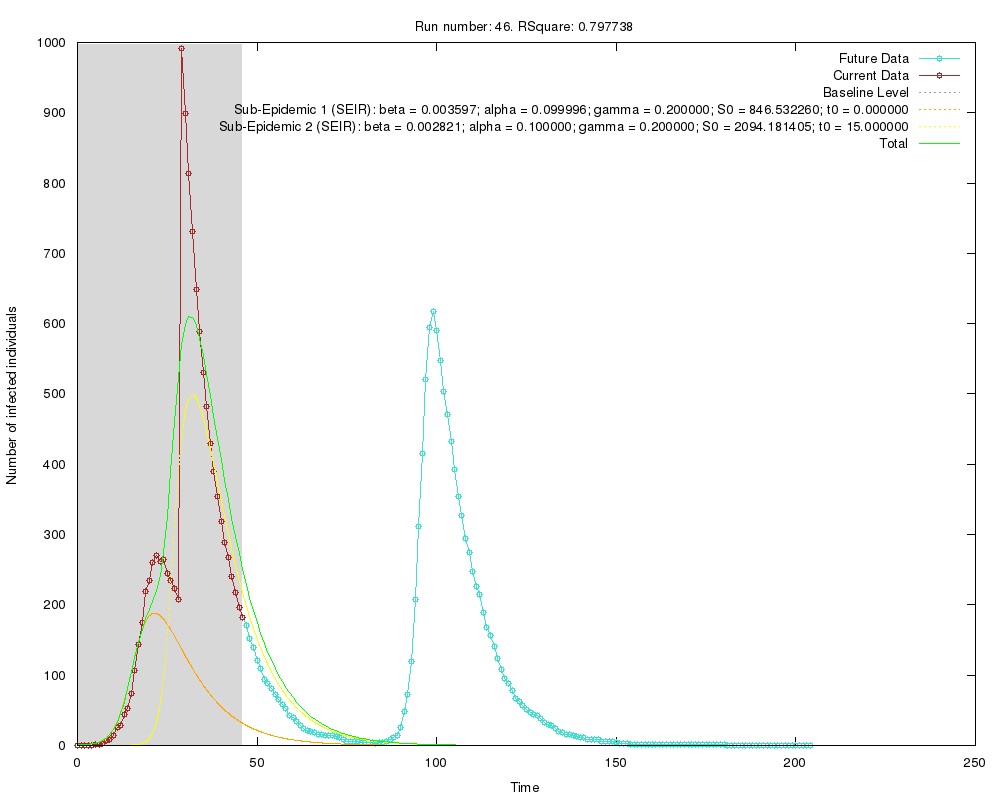 Run number: 46. RSquare: 0.797738
Future Data
Current Data
Baseline Level
Sub-Epidemic 1 (SEIR): beta = 0.003597; alpha = 0.099996; gamma = 0.200000; S0 = 846.532260; t0 = 0.000000
Sub-Epidemic 2 (SEIR): beta = 0.002821; alpha = 0.100000; gamma = 0.200000; S0 = 2094.181405; t0 = 15.000000
Total
Number of infected individuals
1000
900
800
700
600
500
400
300
200
100
0
0 50 100 150 200 250
Time